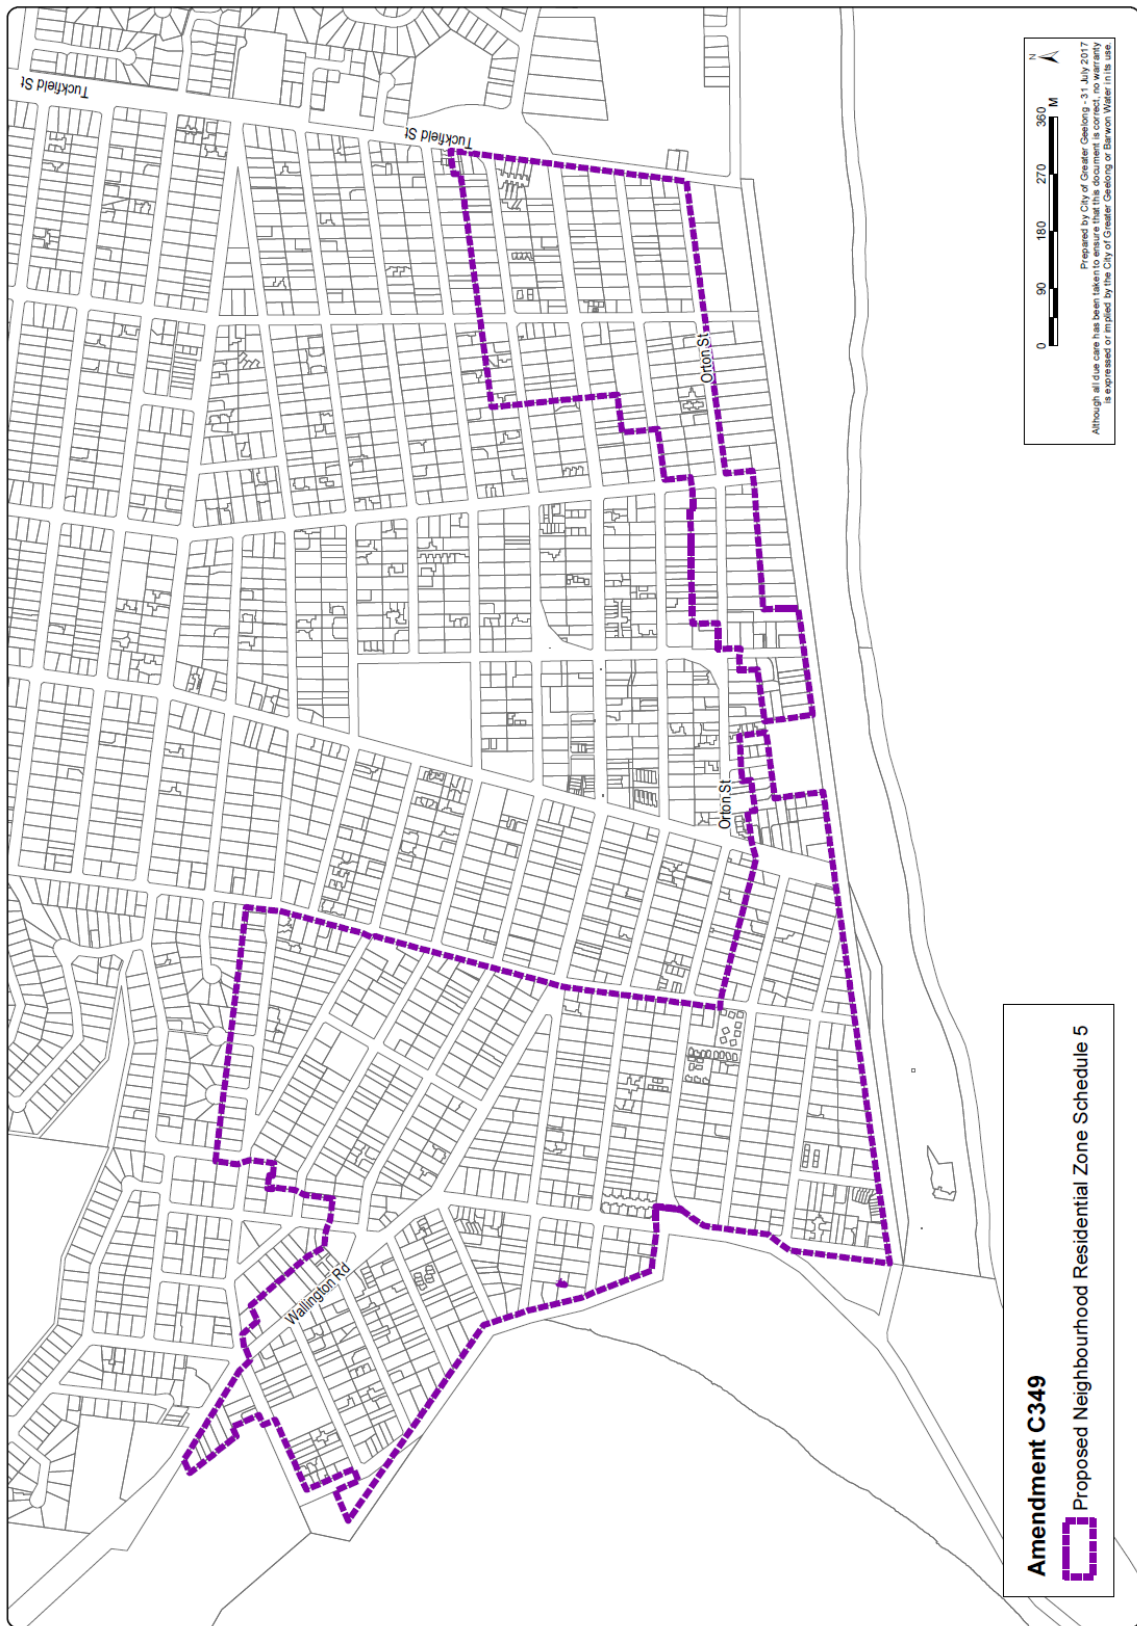 Tuckfield St
Tuckfield St
Orton St
Orton St
Wallington Rd
N
0 90 180 270 360
M
Prepared by City of Greater Geelong - 31 July 2017
Although all due care has been taken to ensure that this document is correct, no warranty
is expressed or implied by the City of Greater Geelong or Barwon Water in its use.
Amendment C349
Proposed Neighbourhood Residential Zone Schedule 5